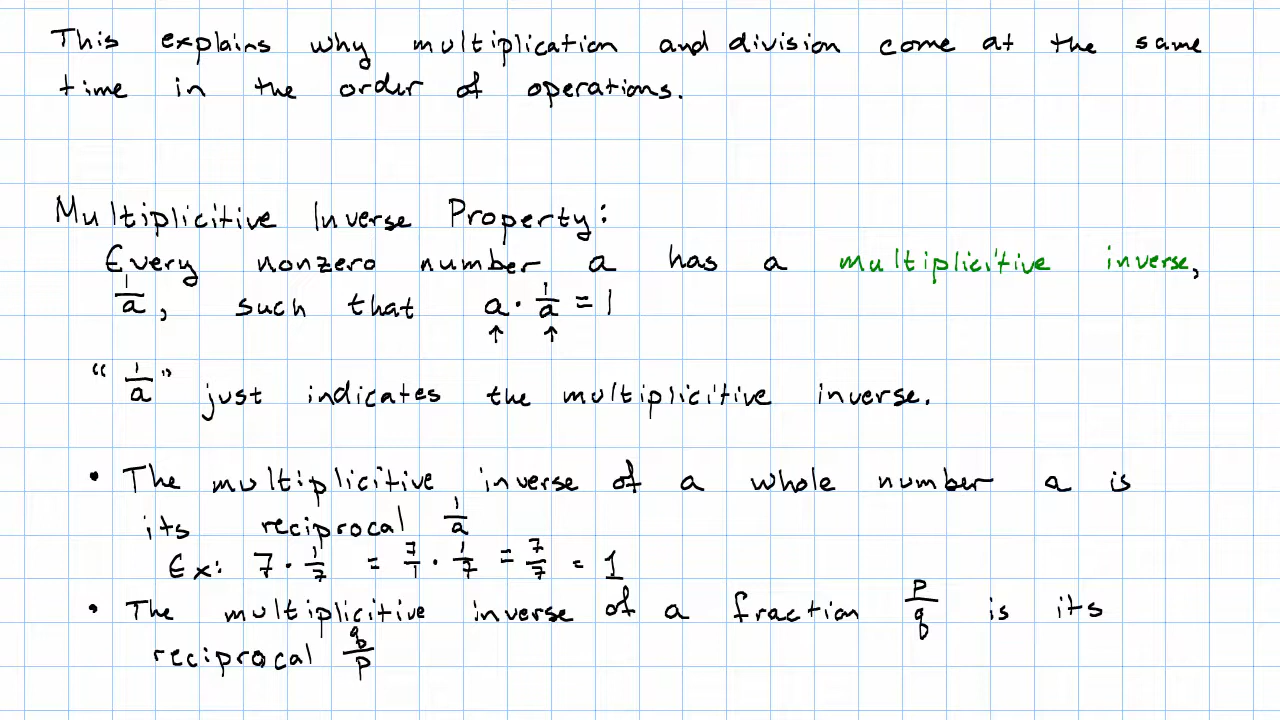 This explains why multiplication and division come at the same
time in the order of operations.
Multiplicitive Inverse Property:
Every nonzero number a has a multiplicitive inverse,
1/a, such that a · 1/a = 1
↑ ↑
“1/a” just indicates the multiplicitive inverse.
• The multiplicitive inverse of a whole number a is
its reciprocal 1/a
Ex: 7 · 1/7 = 7/1 · 1/7 = 7/7 = 1
• The multiplicitive inverse of a fraction p/q is its
reciprocal q/p